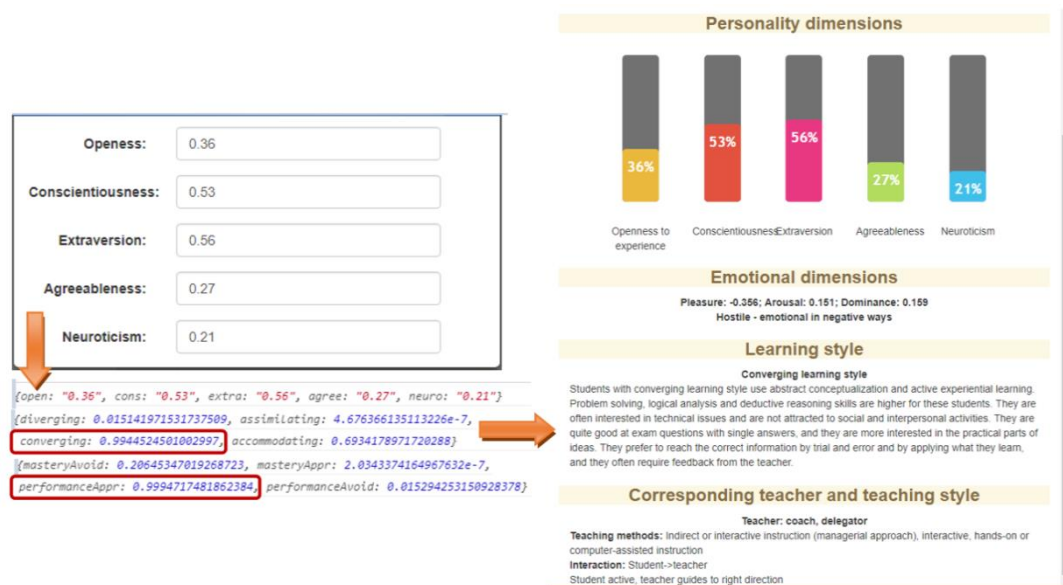 Openess: 0.36
Conscientiousness: 0.53
Extraversion: 0.56
Agreeableness: 0.27
Neuroticism: 0.21
{open: "0.36", cons: "0.53", extra: "0.56", agree: "0.27", neuro: "0.21"}
{diverging: 0.015141971531737509, assimilating: 4.676366135113226e-7,
converging: 0.9944524501002997, accommodating: 0.6934178971720288}
{masteryAvoid: 0.20645347019268723, masteryAppr: 2.0343374164967632e-7,
performanceAppr: 0.9994717481862384, performanceAvoid: 0.015294253150928378}
Personality dimensions
36%
53%
56%
27%
21%
Openness to
experience
Conscientiousness
Extraversion
Agreeableness
Neuroticism
Emotional dimensions
Pleasure: -0.356; Arousal: 0.151; Dominance: 0.159
Hostile - emotional in negative ways
Learning style
Converging learning style
Students with converging learning style use abstract conceptualization and active experiential learning.
Problem solving, logical analysis and deductive reasoning skills are higher for these students. They are
often interested in technical issues and are not attracted to social and interpersonal activities. They are
quite good at exam questions with single answers, and they are more interested in the practical parts of
ideas. They prefer to reach the correct information by trial and error and by applying what they learn,
and they often require feedback from the teacher.
Corresponding teacher and teaching style
Teacher: coach, delegator
Teaching methods: Indirect or interactive instruction (managerial approach), interactive, hands-on or
computer-assisted instruction
Interaction: Student->teacher
Student active, teacher guides to right direction